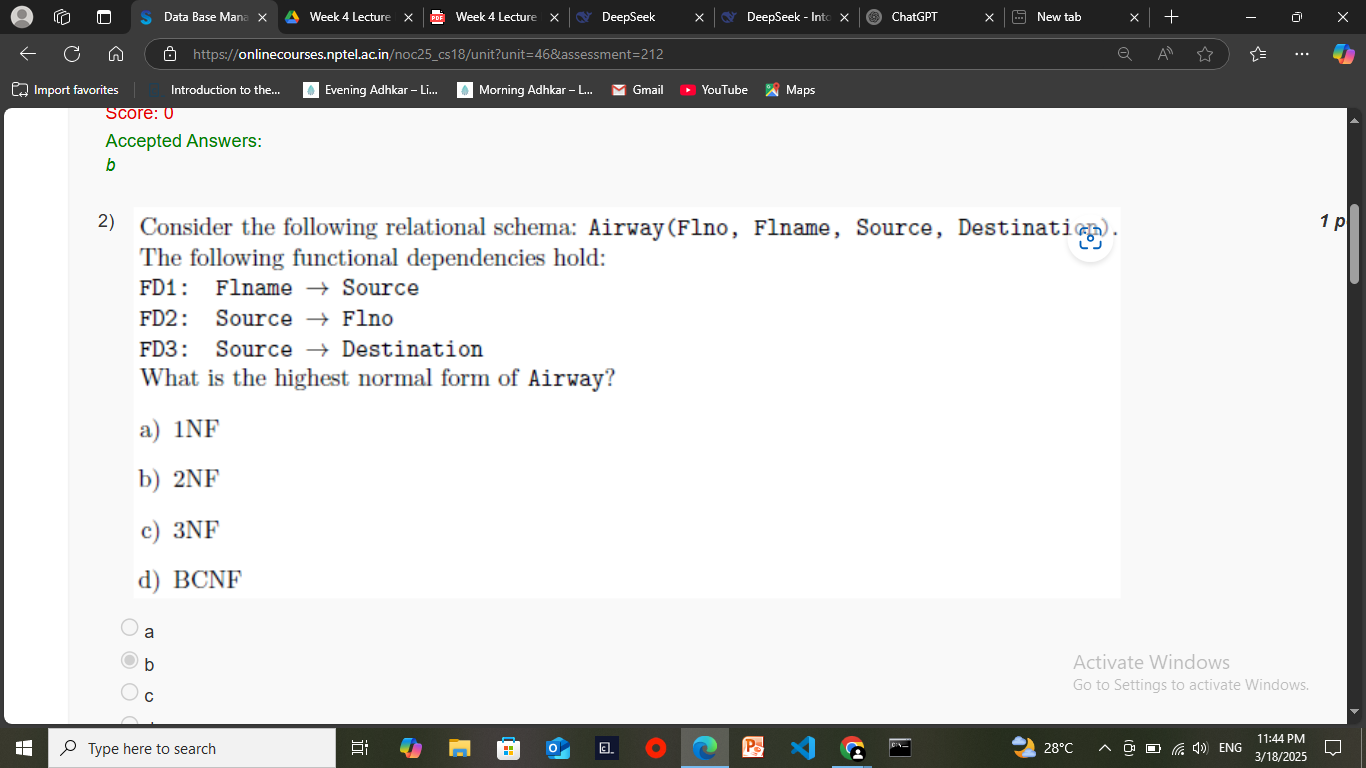 Data Base Mana
Week 4 Lecture
PDF
Week 4 Lecture
DeepSeek
DeepSeek - Into
ChatGPT
New tab
https://onlinecourses.nptel.ac.in/noc25_cs18/unit?unit=46&assessment=212
Import favorites
Introduction to the...
Evening Adhkar – Li...
Morning Adhkar – L...
Gmail
YouTube
Maps
Score: 0
Accepted Answers:
b
2)
Consider the following relational schema: Airway(Flno, Flname, Source, Destination).
1 p
The following functional dependencies hold:
FD1: Flname → Source
FD2: Source → Flno
FD3: Source → Destination
What is the highest normal form of Airway?
a) 1NF
b) 2NF
c) 3NF
d) BCNF
a
b
c
Activate Windows
Go to Settings to activate Windows.
Type here to search
28°C
ENG
11:44 PM
3/18/2025